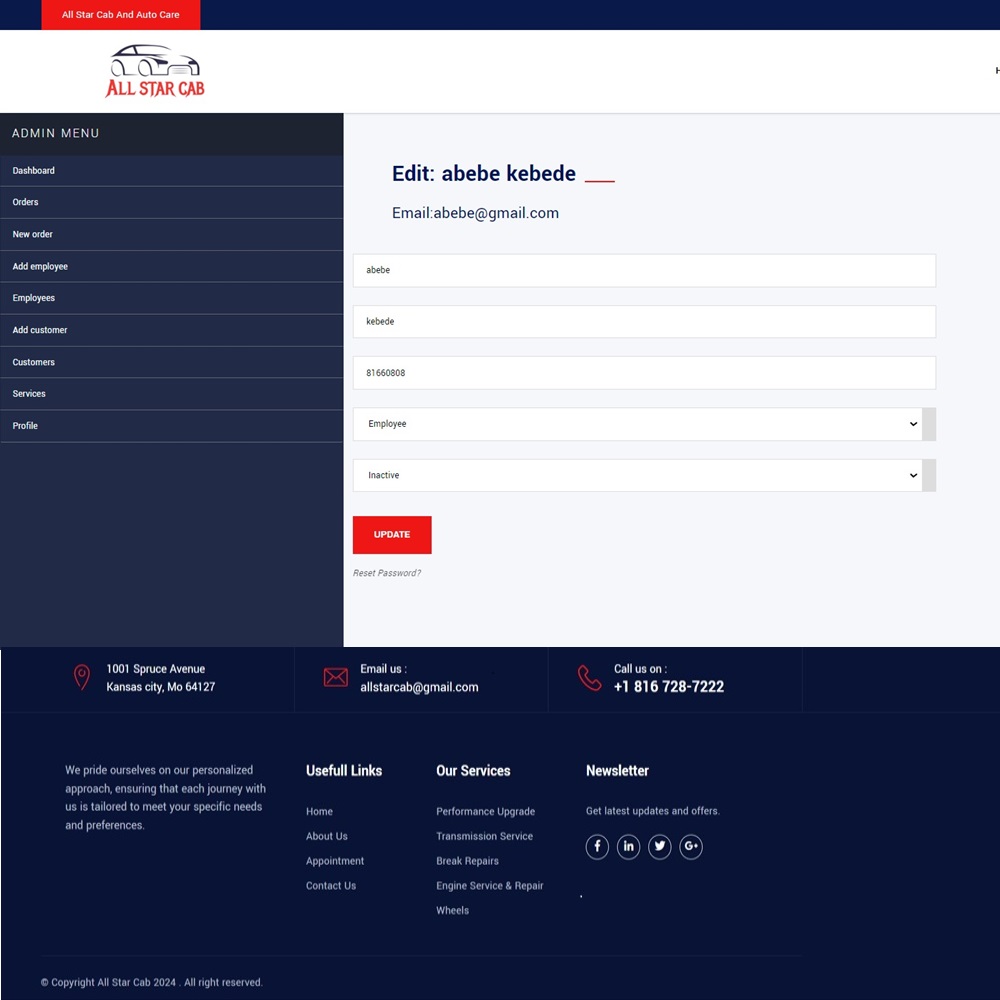 All Star Cab And Auto Care
ALL STAR CAB
H
ADMIN MENU
Dashboard
Orders
New order
Add employee
Employees
Add customer
Customers
Services
Profile
Edit: abebe kebede
Email:abebe@gmail.com
abebe
kebede
81660808
Employee
Inactive
UPDATE
Reset Password?
1001 Spruce Avenue
Kansas city, Mo 64127
Email us :
allstarcab@gmail.com
Call us on :
+1 816 728-7222
We pride ourselves on our personalized
approach, ensuring that each journey with
us is tailored to meet your specific needs
and preferences.
Usefull Links
Home
About Us
Appointment
Contact Us
Our Services
Performance Upgrade
Transmission Service
Break Repairs
Engine Service & Repair
Wheels
Newsletter
Get latest updates and offers.
© Copyright All Star Cab 2024 . All right reserved.